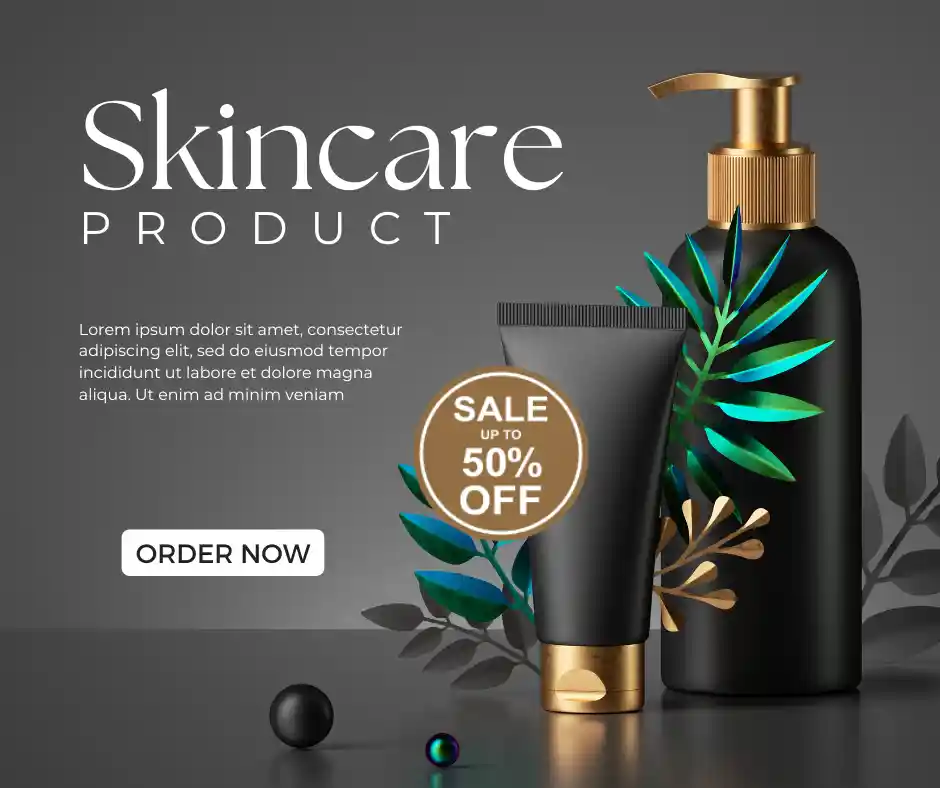 Skincare
PRODUCT
Lorem ipsum dolor sit amet, consectetur
adipiscing elit, sed do eiusmod tempor
incididunt ut labore et dolore magna
aliqua. Ut enim ad minim veniam
SALE
UP TO
50%
OFF
ORDER NOW